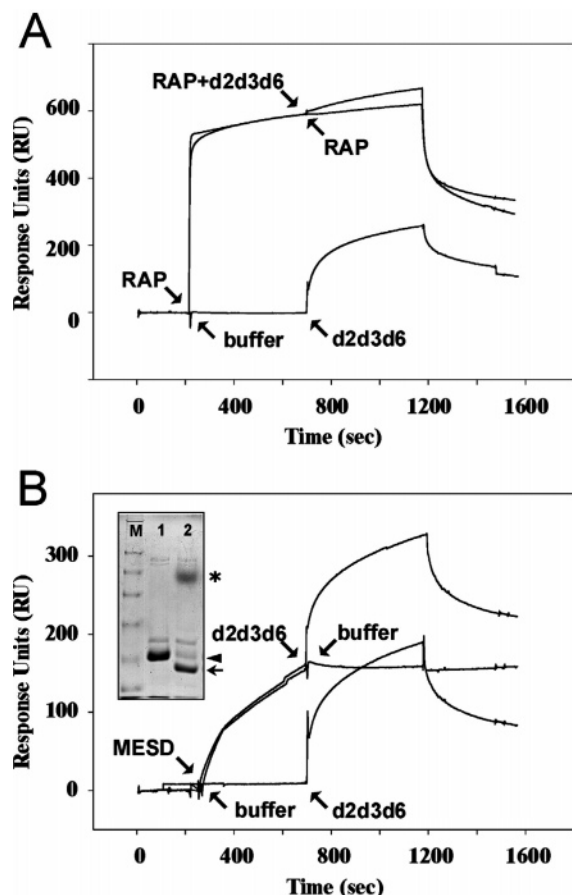 A
Response Units (RU)
600
400
200
0
RAP+d2d3d6
RAP
RAP
buffer
d2d3d6
0 400 800 1200 1600
Time (sec)
B
Response Units (RU)
300
200
100
0
M 1 2
*
d2d3d6
buffer
MESD
buffer
d2d3d6
0 400 800 1200 1600
Time (sec)